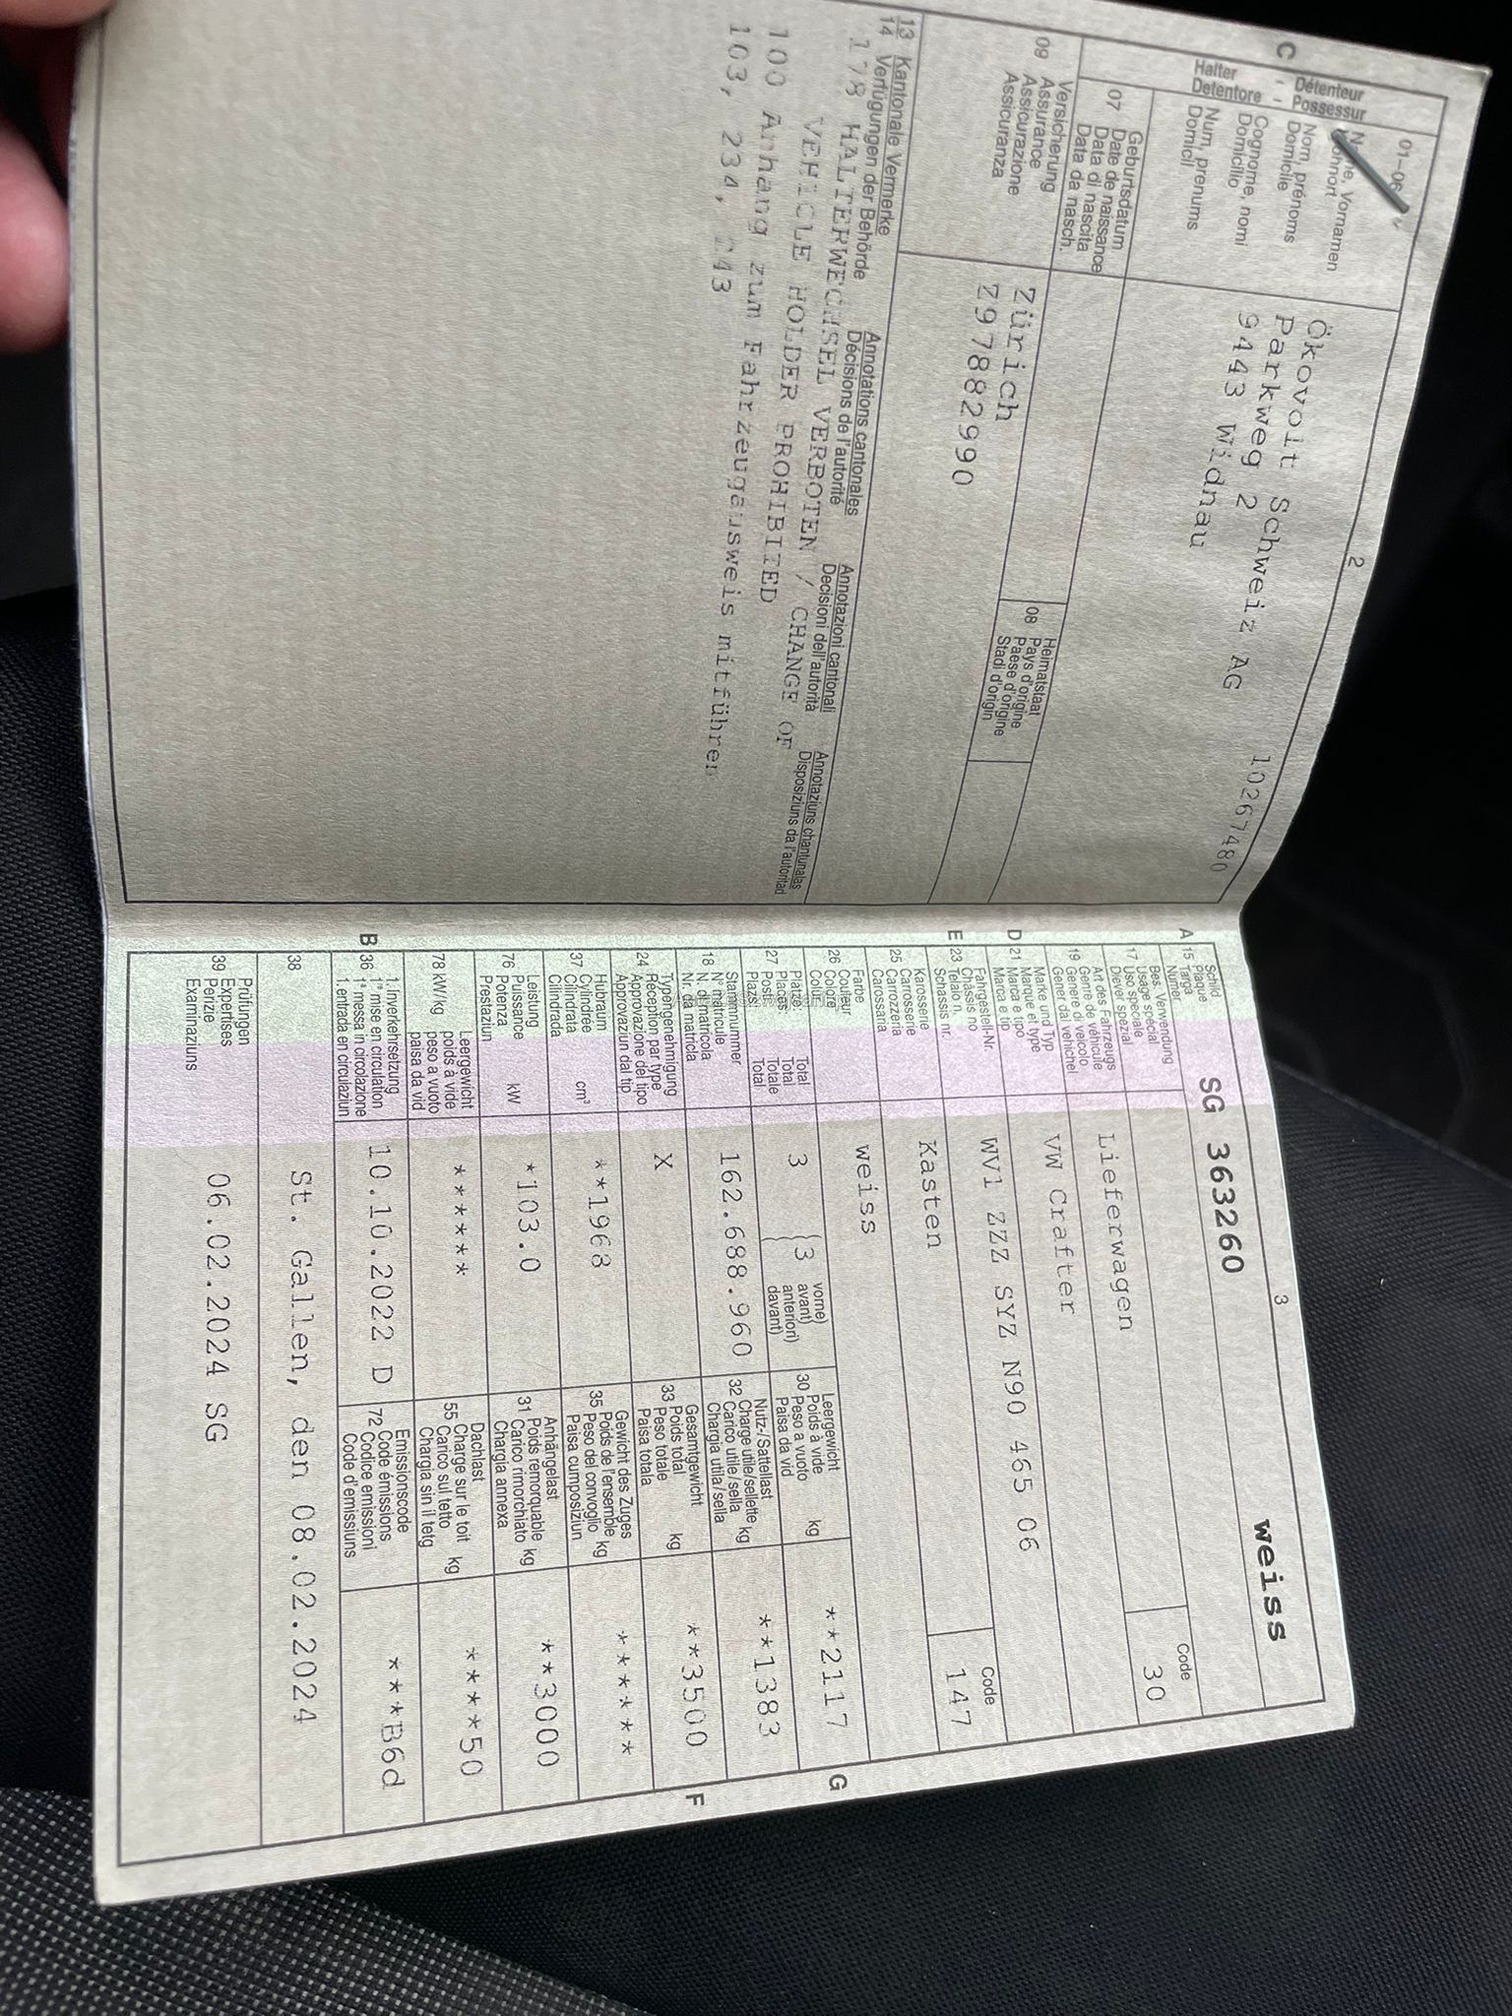 2
C Détenteur
Possessur
Halter
Detentore
01-06
Vornamen
Nom, prénoms
Domicile
Cognome, nomi
Domicilio
Num, prenums
Domicil
Ökovolt Schweiz AG
Parkweg 2
9443 Widnau
10267480
07 Geburtsdatum
Date de naissance
Data di nascita
Data da nasch.
08 Heimatstaat
Pays d'origine
Paese d'origine
Stadi d'origin
09 Versicherung
Assurance
Assicurazione
Assicuranza
Zürich
Z97882990
13 Kantonale Vermerke Annotations cantonales Annotazioni cantonali Annotaziuns chantunalas
14 Verfügungen der Behörde Décisions de l'autorité Decisioni dell'autorità Disposiziuns da l'autoritad
178 HALTERWECHSEL VERBOTEN / CHANGE OF
VEHICLE HOLDER PROHIBITED
100 Anhang zum Fahrzeugausweis mitführen
103, 234, 243
3
weiss
A 15 Schild
Plaque
Targa
Numer
SG 363260
17 Bes. Verwendung
Usage spécial
Uso speciale
Diever spezial
Code
30
19 Art des Fahrzeugs
Genre de véhicule
Genere di veicolo
Gener da vehichel
Lieferwagen
D 21 Marke und Typ
Marque et type
Marca e tipo
Marca e tip
VW Crafter
E 23 Fahrgestell-Nr.
Châssis no
Telaio n.
Schassis nr.
WV1 ZZZ SYZ N90 465 06
25 Karosserie
Carrosserie
Carrozzeria
Carossaria
Kasten
Code
147
26 Farbe
Couleur
Colore
Colur
weiss
27 Plätze:
Places:
Posti:
Plazs:
Total
Total
Totale
Total
3
3 vorne)
avant)
anteriori)
davant)
30 Leergewicht
Poids à vide
Peso a vuoto
Paisa da vid
kg
**2117
G
18 Stammnummer
N° matricule
N. di matricola
Nr. da matricla
162.688.960
32 Nutz-/Sattellast
Charge utile/sellette kg
Carico utile/sella
Chargia utila/sella
**1383
24 Typengenehmigung
Réception par type
Approvazione del tipo
Approvaziun dal tip
X
33 Gesamtgewicht
Poids total
Peso totale
Paisa totala
kg
**3500
F
37 Hubraum
Cylindrée
Cilindrata
Cilindrada
cm³
**1968
35 Gewicht des Zuges
Poids de l'ensemble kg
Peso del convoglio
Paisa cumposiziun
******
76 Leistung
Puissance
Potenza
Prestaziun
kW
*103.0
31 Anhängelast
Poids remorquable kg
Carico rimorchiato
Chargia annexa
**3000
78 kW/kg Leergewicht
poids à vide
peso a vuoto
paisa da vid
******
55 Dachlast
Charge sur le toit kg
Carico sul tetto
Chargia sin il tetg
****50
B 36 1. Inverkehrsetzung
1re mise en circulation
1a messa in circolazione
1. entrada en circulaziun
10.10.2022 D
72 Emissionscode
Code émissions
Codice emissioni
Code d'emissiuns
***B6d
38
St. Gallen, den 08.02.2024
39 Prüfungen
Expertises
Perizie
Examinaziuns
06.02.2024 SG